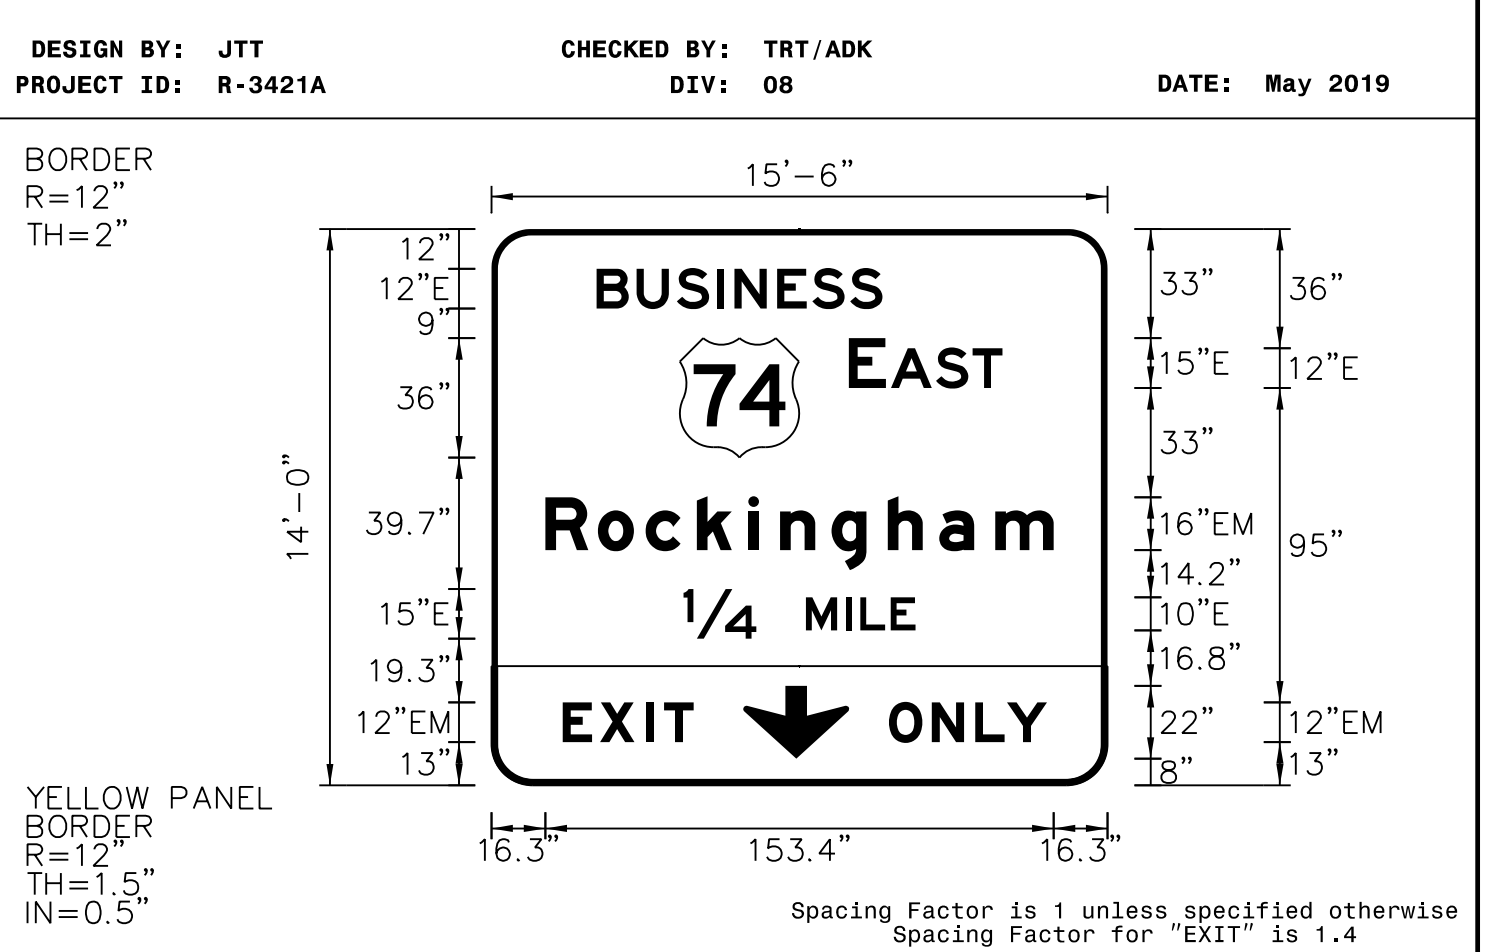 DESIGN BY: JTT CHECKED BY: TRT/ADK
PROJECT ID: R-3421A DIV: 08 DATE: May 2019
BORDER
R=12”
TH=2”
15’–6”
14’–0”
12”
12”E
9”
36”
39.7”
15”E
19.3”
12”EM
13”
BUSINESS
74 EAST
Rockingham
1/4 MILE
EXIT ONLY
33”
15”E
33”
16”EM
14.2”
10”E
16.8”
22”
8”
36”
12”E
95”
12”EM
13”
16.3” 153.4” 16.3”
YELLOW PANEL
BORDER
R=12”
TH=1.5”
IN=0.5”
Spacing Factor is 1 unless specified otherwise
Spacing Factor for "EXIT" is 1.4